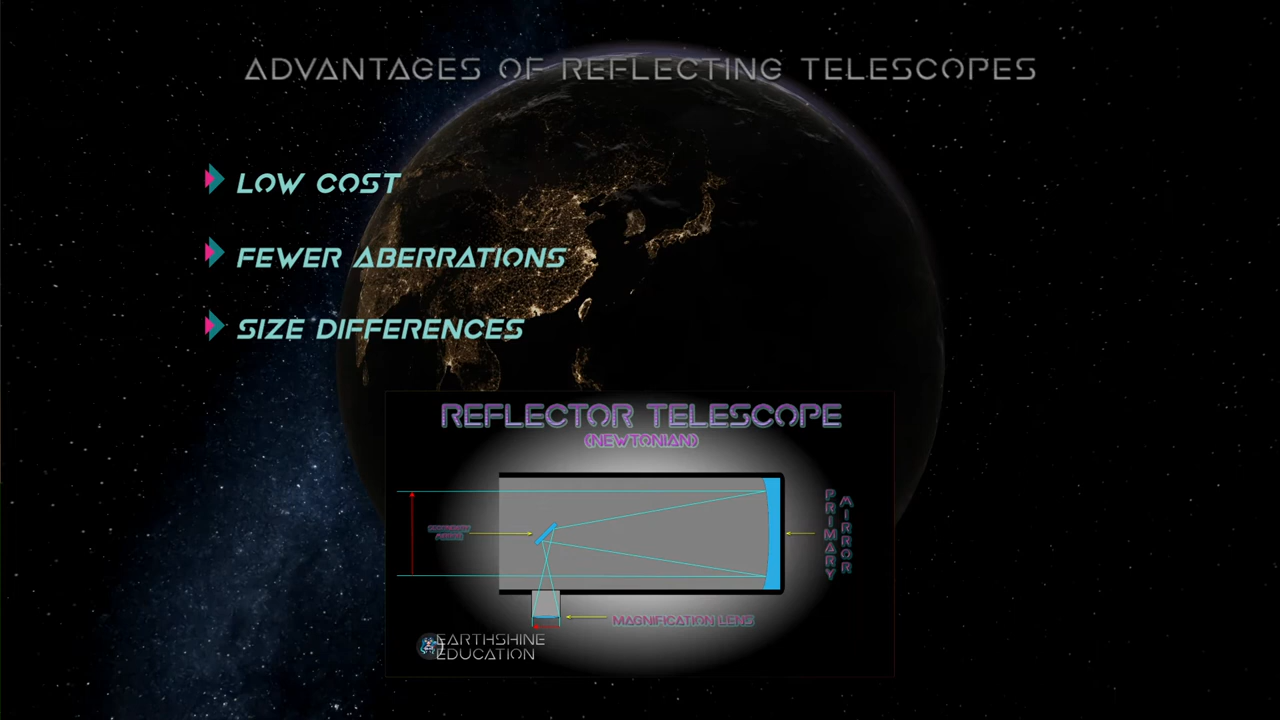 ADVANTAGES OF REFLECTING TELESCOPES
LOW COST
FEWER ABERRATIONS
SIZE DIFFERENCES
REFLECTOR TELESCOPE
(NEWTONIAN)
PRIMARY
MIRROR
MAGNIFICATION LENS
EARTHSHINE
EDUCATION